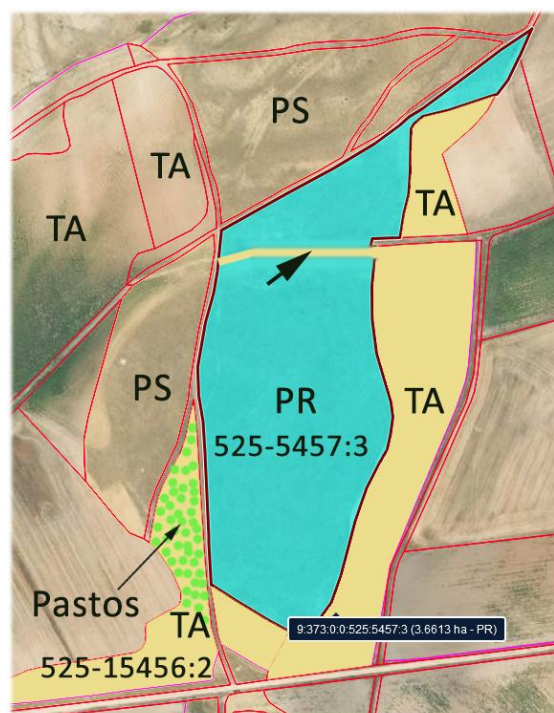 PS
TA
TA
TA
PS
PR
TA
525-5457:3
Pastos
TA
9:373:0:0:525:5457:3 (3.6613 ha - PR)
525-15456:2